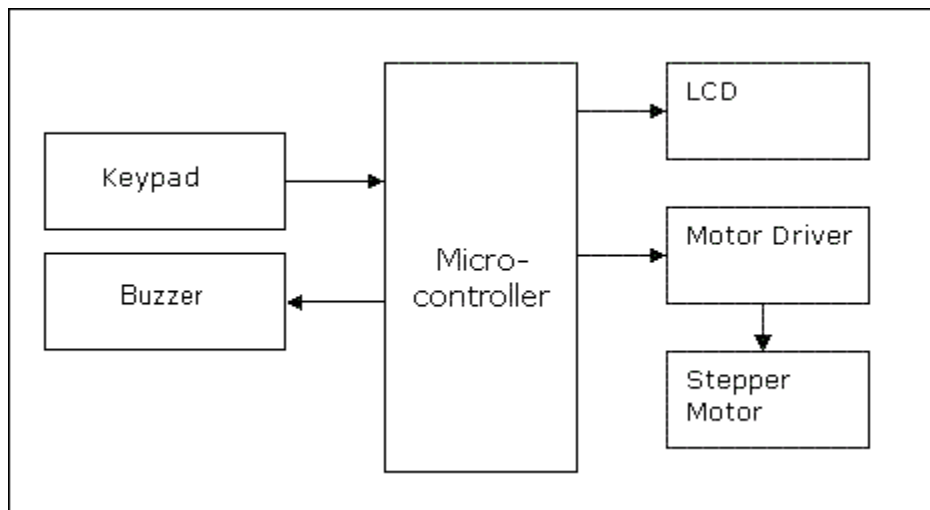 LCD
Keypad
Motor Driver
Micro-
controller
Buzzer
Stepper
Motor